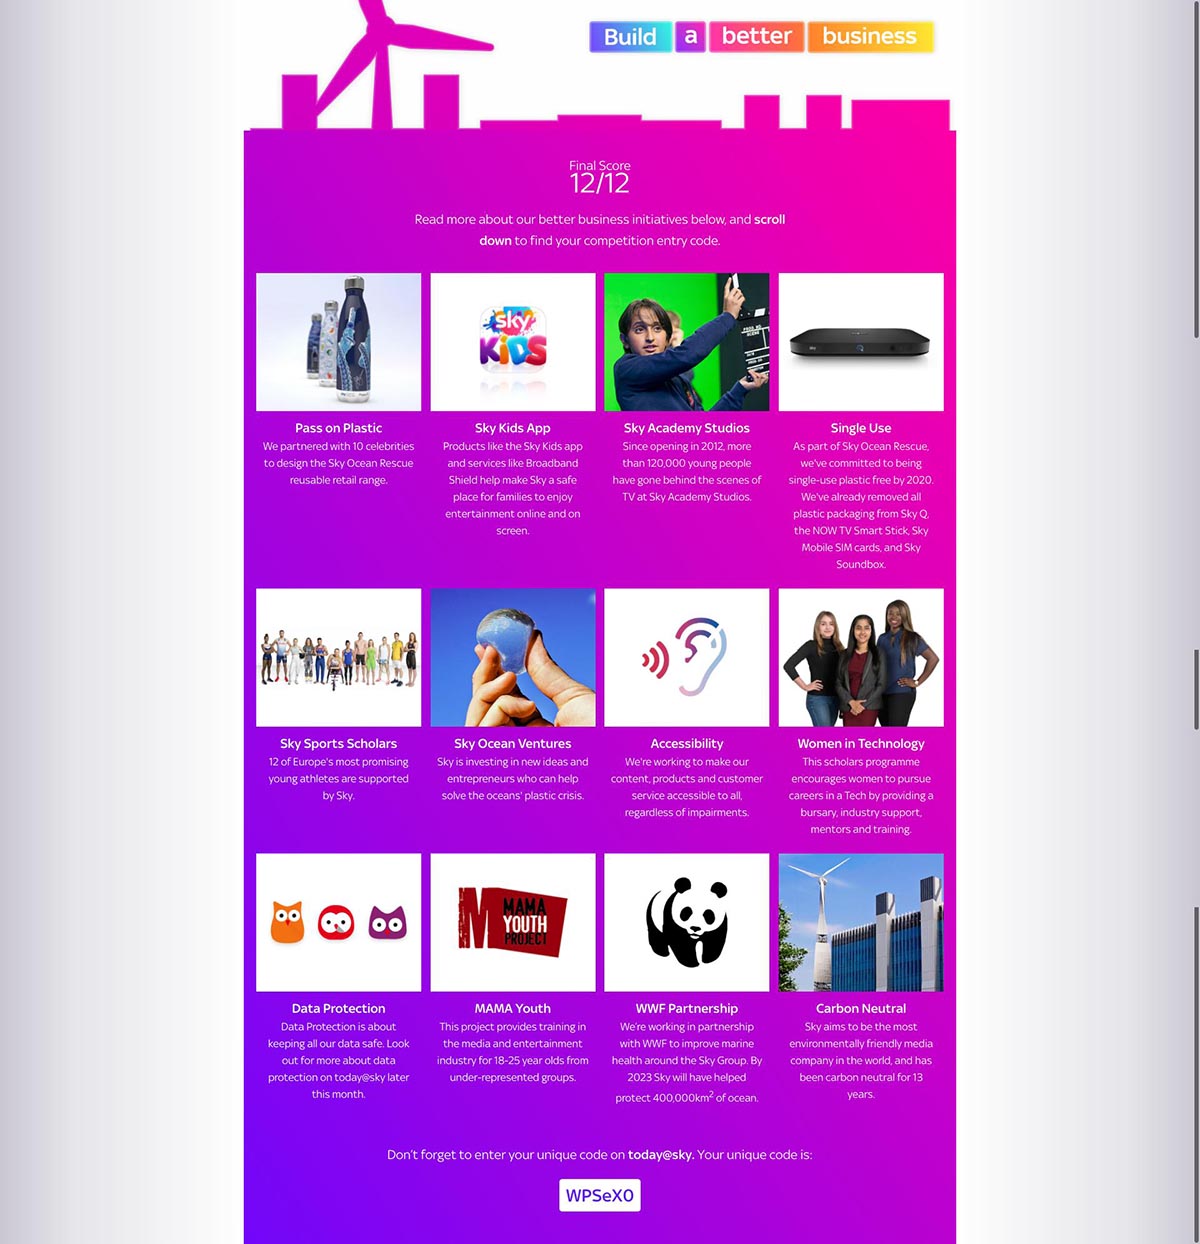 Build a better business
Final Score
12/12
Read more about our better business initiatives below, and scroll
down to find your competition entry code.
sky
KiDS
Pass on Plastic
We partnered with 10 celebrities
to design the Sky Ocean Rescue
reusable retail range.
Sky Kids App
Products like the Sky Kids app
and services like Broadband
Shield help make Sky a safe
place for families to enjoy
entertainment online and on
screen.
Sky Academy Studios
Since opening in 2012, more
than 120,000 young people
have gone behind the scenes of
TV at Sky Academy Studios.
Single Use
As part of Sky Ocean Rescue,
we've committed to being
single-use plastic free by 2020.
We've already removed all
plastic packaging from Sky Q,
the NOW TV Smart Stick, Sky
Mobile SIM cards, and Sky
Soundbox.
Sky Sports Scholars
12 of Europe's most promising
young athletes are supported
by Sky.
Sky Ocean Ventures
Sky is investing in new ideas and
entrepreneurs who can help
solve the oceans' plastic crisis.
Accessibility
We're working to make our
content, products and customer
service accessible to all,
regardless of impairments.
Women in Technology
This scholars programme
encourages women to pursue
careers in a Tech by providing a
bursary, industry support,
mentors and training.
M
MAMA
YOUTH
PROJECT
Data Protection
Data Protection is about
keeping all our data safe. Look
out for more about data
protection on today@sky later
this month.
MAMA Youth
This project provides training in
the media and entertainment
industry for 18-25 year olds from
under-represented groups.
WWF Partnership
We're working in partnership
with WWF to improve marine
health around the Sky Group. By
2023 Sky will have helped
protect 400,000km² of ocean.
Carbon Neutral
Sky aims to be the most
environmentally friendly media
company in the world, and has
been carbon neutral for 13
years.
Don't forget to enter your unique code on today@sky. Your unique code is:
WPSeX0